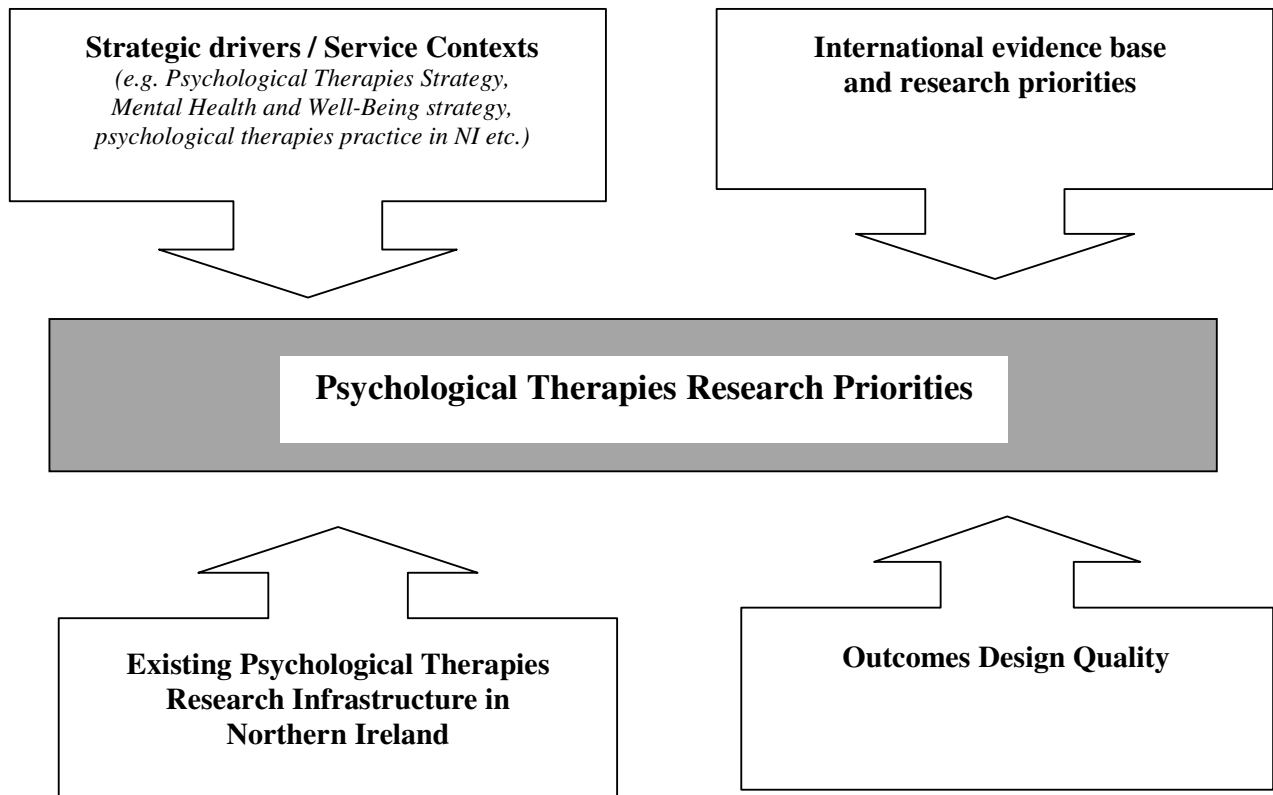 Strategic drivers / Service Contexts
(e.g. Psychological Therapies Strategy,
Mental Health and Well-Being strategy,
psychological therapies practice in NI etc.)
International evidence base
and research priorities
Psychological Therapies Research Priorities
Existing Psychological Therapies
Research Infrastructure in
Northern Ireland
Outcomes Design Quality